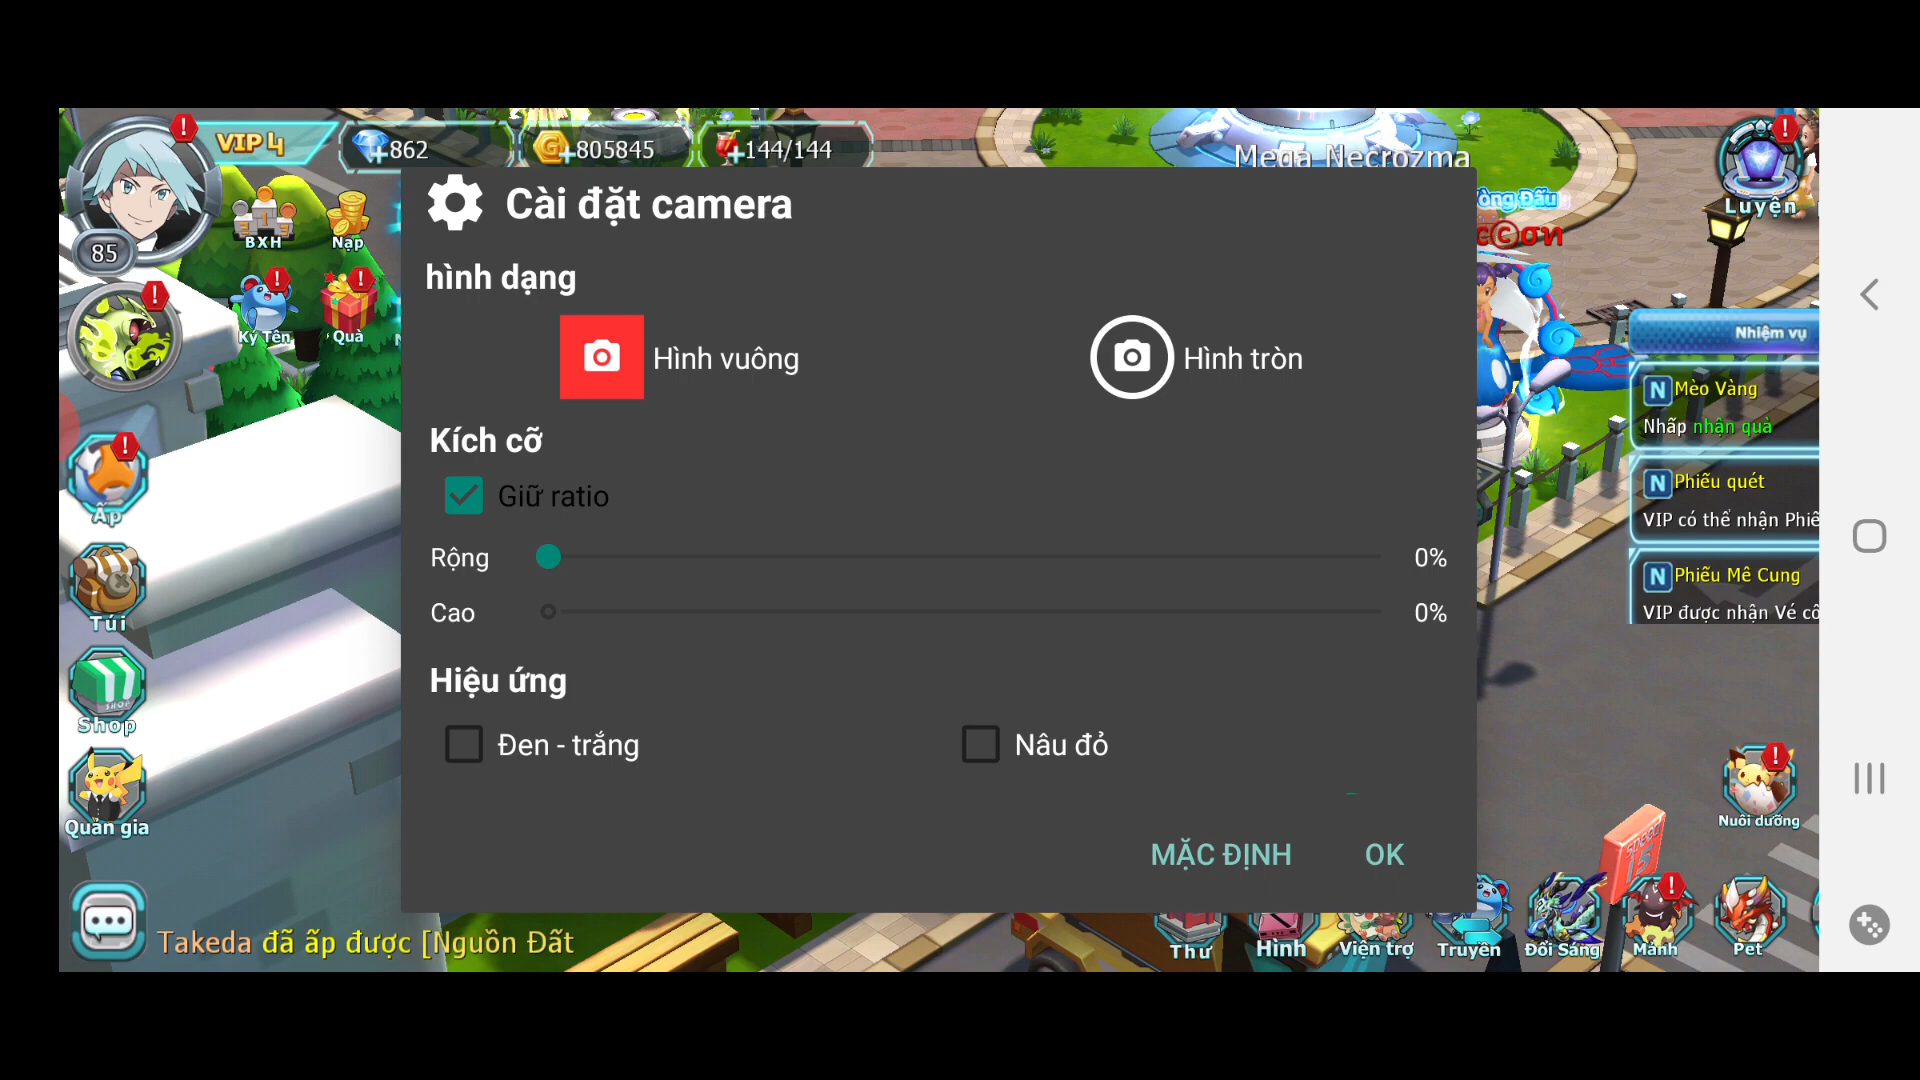 VIP 4
862
805845
144/144
Mega Necrozma
Luyện
85
BXH
Nạp
Ký Tên
Quà
Cài đặt camera
hình dạng
Hình vuông
Hình tròn
Kích cỡ
Giữ ratio
Rộng
0%
Cao
0%
Hiệu ứng
Đen - trắng
Nâu đỏ
MẶC ĐỊNH
OK
Nhiệm vụ
N Mèo Vàng
Nhấp nhận quà
N Phiếu quét
VIP có thể nhận Phiế
N Phiếu Mê Cung
VIP được nhận Vé cô
Ấp
Túi
Shop
Quản gia
Nuôi dưỡng
Takeda đã ấp được [Nguồn Đất
Thư
Hình
Viện trợ
Truyền
Đổi Sáng
Mảnh
Pet